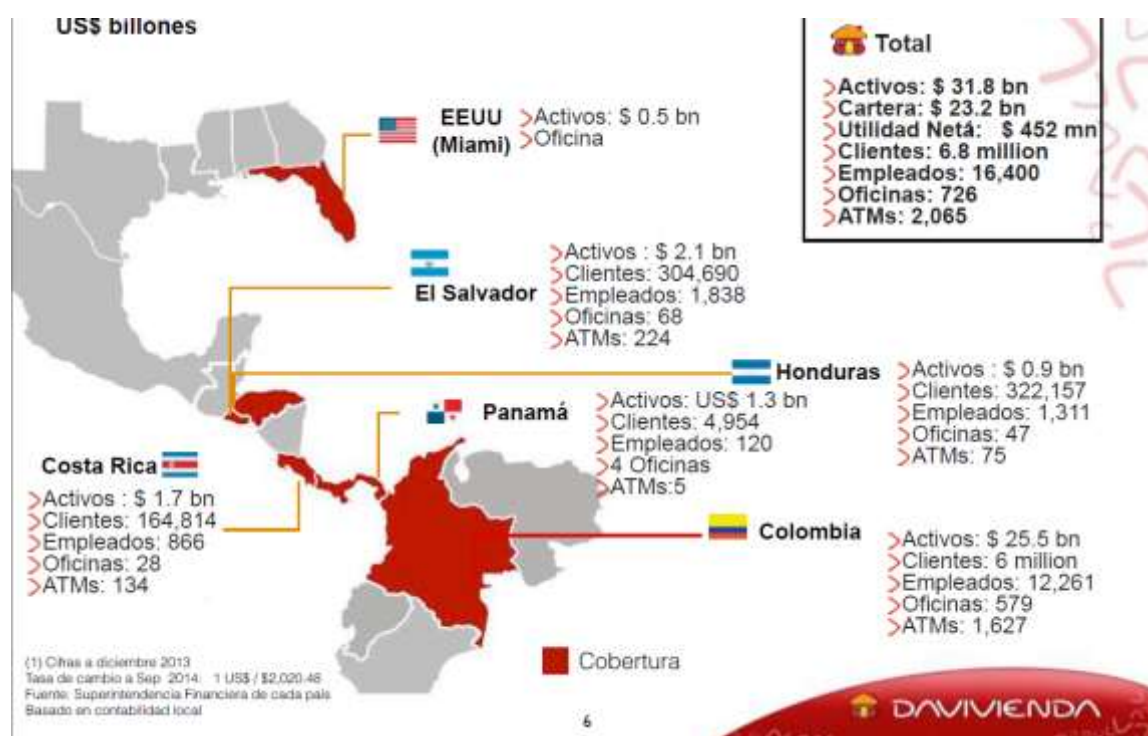 US$ billones
Total
Activos: $ 31.8 bn
Cartera: $ 23.2 bn
Utilidad Netá: $ 452 mn
Clientes: 6.8 million
Empleados: 16,400
Oficinas: 726
ATMs: 2,065
EEUU
(Miami)
Activos: $ 0.5 bn
Oficina
El Salvador
Activos : $ 2.1 bn
Clientes: 304,690
Empleados: 1,838
Oficinas: 68
ATMs: 224
Honduras
Activos : $ 0.9 bn
Clientes: 322,157
Empleados: 1,311
Oficinas: 47
ATMs: 75
Panamá
Activos: US$ 1.3 bn
Clientes: 4,954
Empleados: 120
4 Oficinas
ATMs:5
Costa Rica
Activos : $ 1.7 bn
Clientes: 164,814
Empleados: 866
Oficinas: 28
ATMs: 134
Colombia
Activos: $ 25.5 bn
Clientes: 6 million
Empleados: 12,261
Oficinas: 579
ATMs: 1,627
Cobertura
(1) Cifras a diciembre 2013
Tasa de cambio a Sep 2014: 1 US$ / $2,020.46
Fuente: Superintendencia Financiera de cada país
Basado en contabilidad local
6
DAVIVIENDA